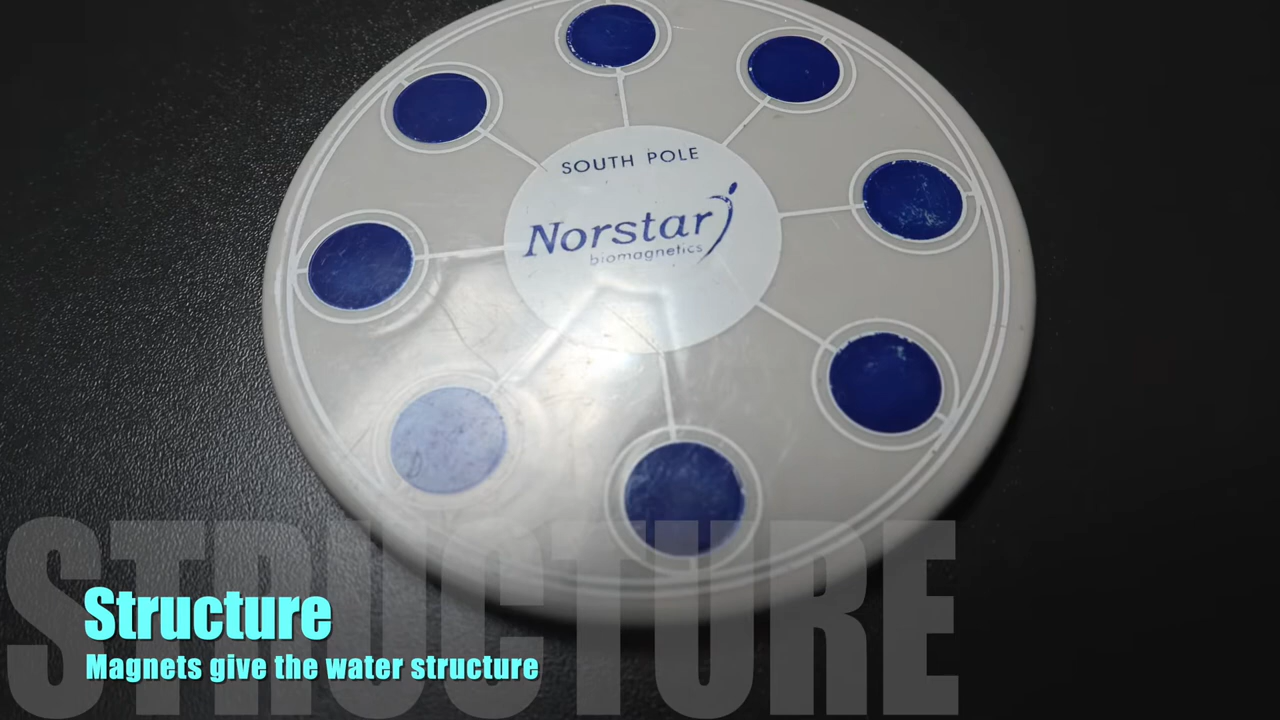 SOUTH POLE
Norstar
biomagnetics
STRUCTURE
Structure
Magnets give the water structure